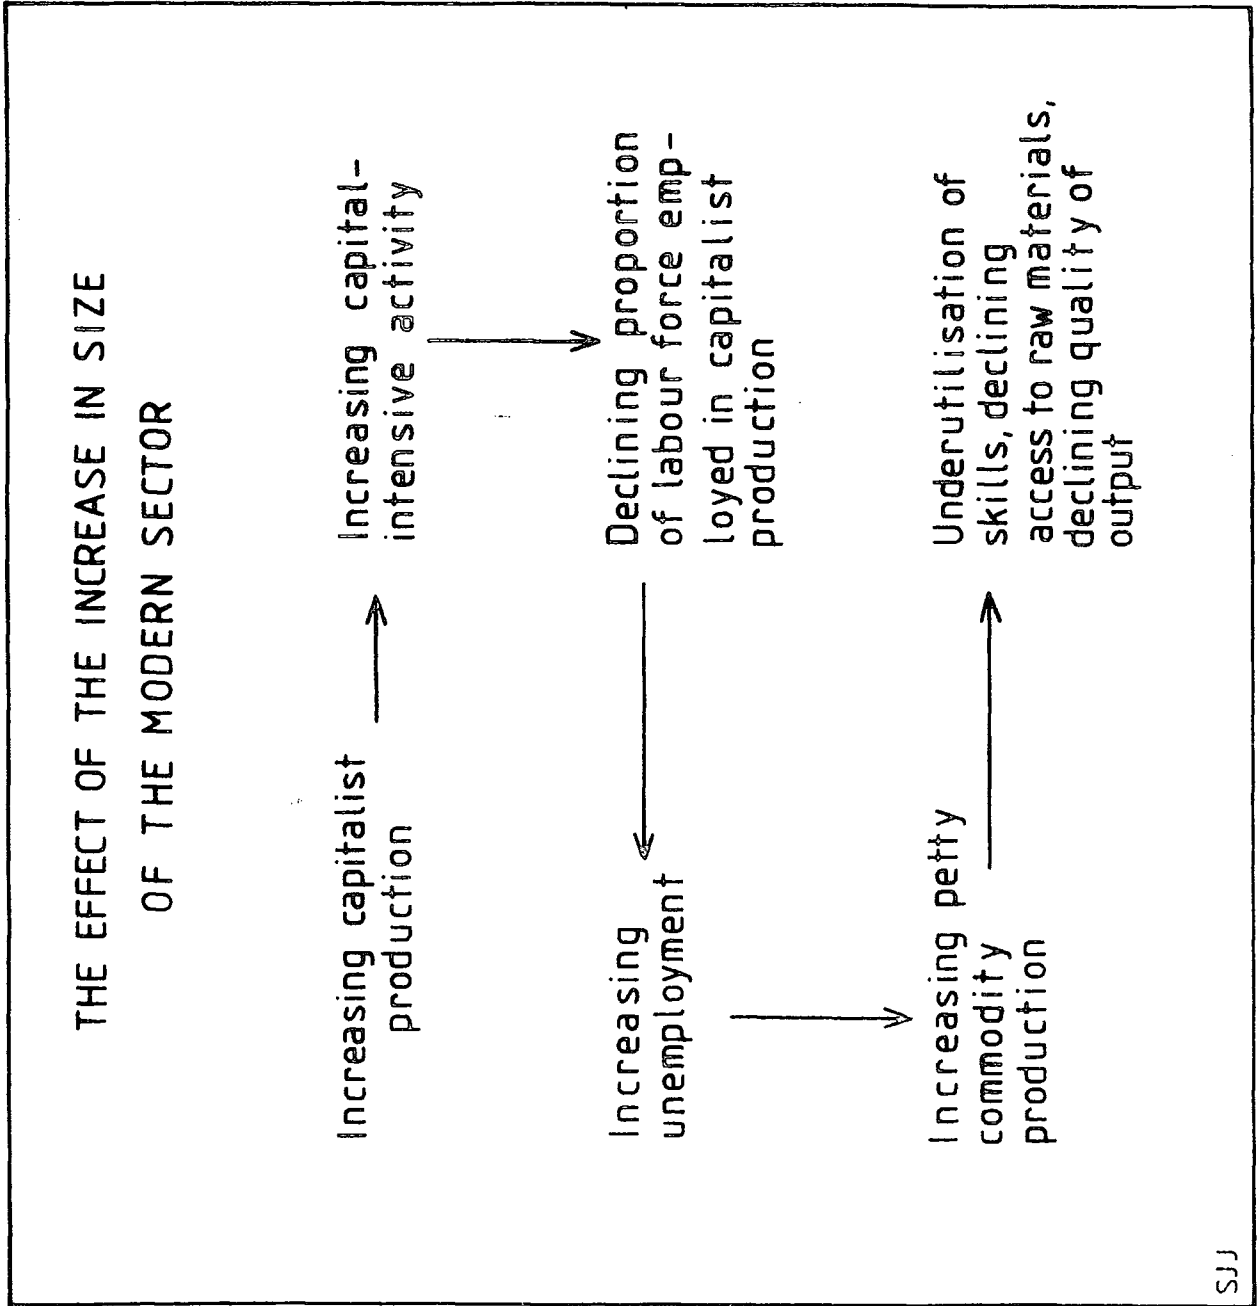 THE EFFECT OF THE INCREASE IN SIZE
OF THE MODERN SECTOR
Increasing capitalist
production
Increasing capital-
intensive activity
Declining proportion
of labour force emp-
loyed in capitalist
production
Increasing
unemployment
Increasing petty
commodity
production
Underutilisation of
skills, declining
access to raw materials,
declining quality of
output
SJJ